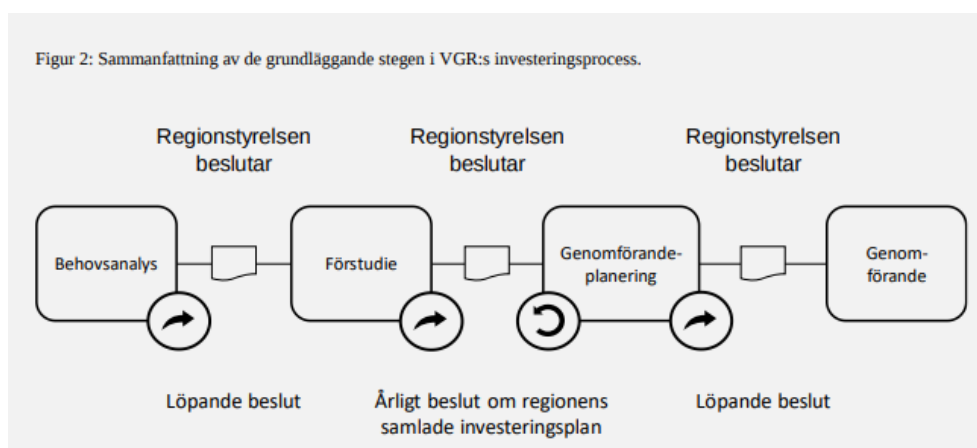 Figur 2: Sammanfattning av de grundläggande stegen i VGR:s investeringsprocess.
Regionstyrelsen
beslutar
Regionstyrelsen
beslutar
Regionstyrelsen
beslutar
Behovsanalys
Förstudie
Genomförande-
planering
Genom-
förande
Löpande beslut
Årligt beslut om regionens
samlade investeringsplan
Löpande beslut